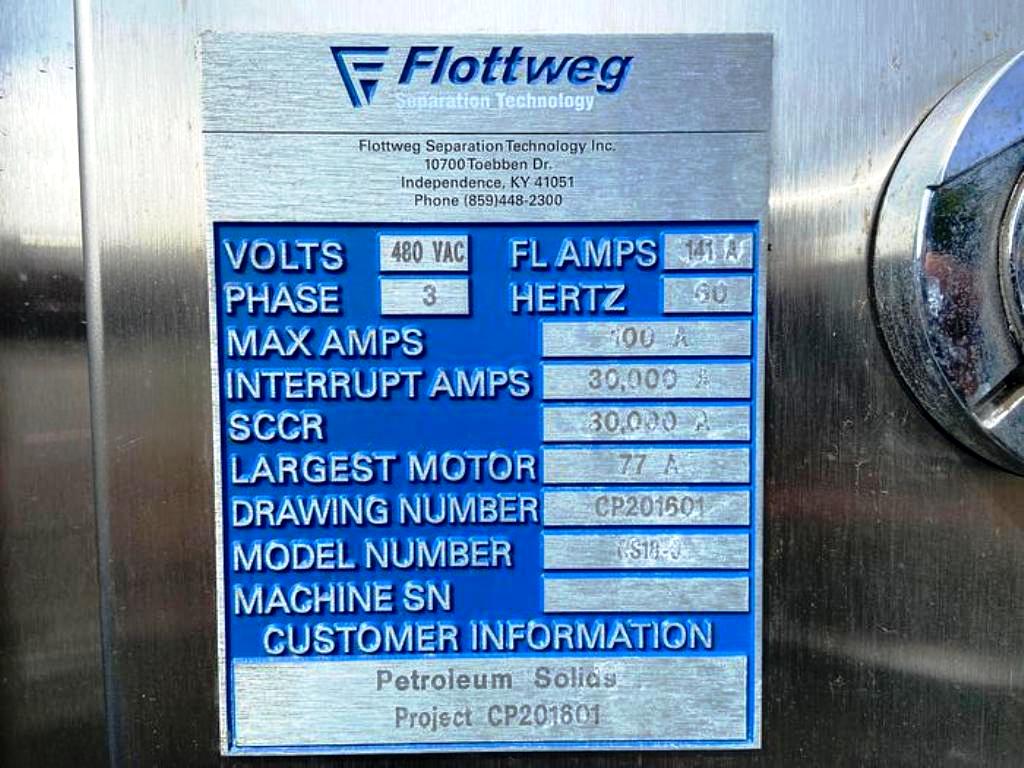 Flottweg
Separation Technology
Flottweg Separation Technology Inc.
10700 Toebben Dr.
Independence, KY 41051
Phone (859)448-2300
VOLTS 480 VAC FL AMPS 141 A
PHASE 3 HERTZ 60
MAX AMPS 100 A
INTERRUPT AMPS 30,000 A
SCCR 30,000 A
LARGEST MOTOR 77 A
DRAWING NUMBER CP201601
MODEL NUMBER
MACHINE SN
CUSTOMER INFORMATION
Petroleum Solids
Project CP201601